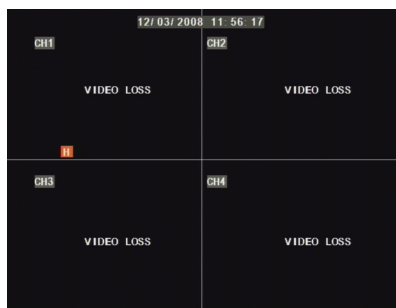 12/03/2008 11:56:17
CH1 CH2
VIDEO LOSS VIDEO LOSS
H
CH3 CH4
VIDEO LOSS VIDEO LOSS